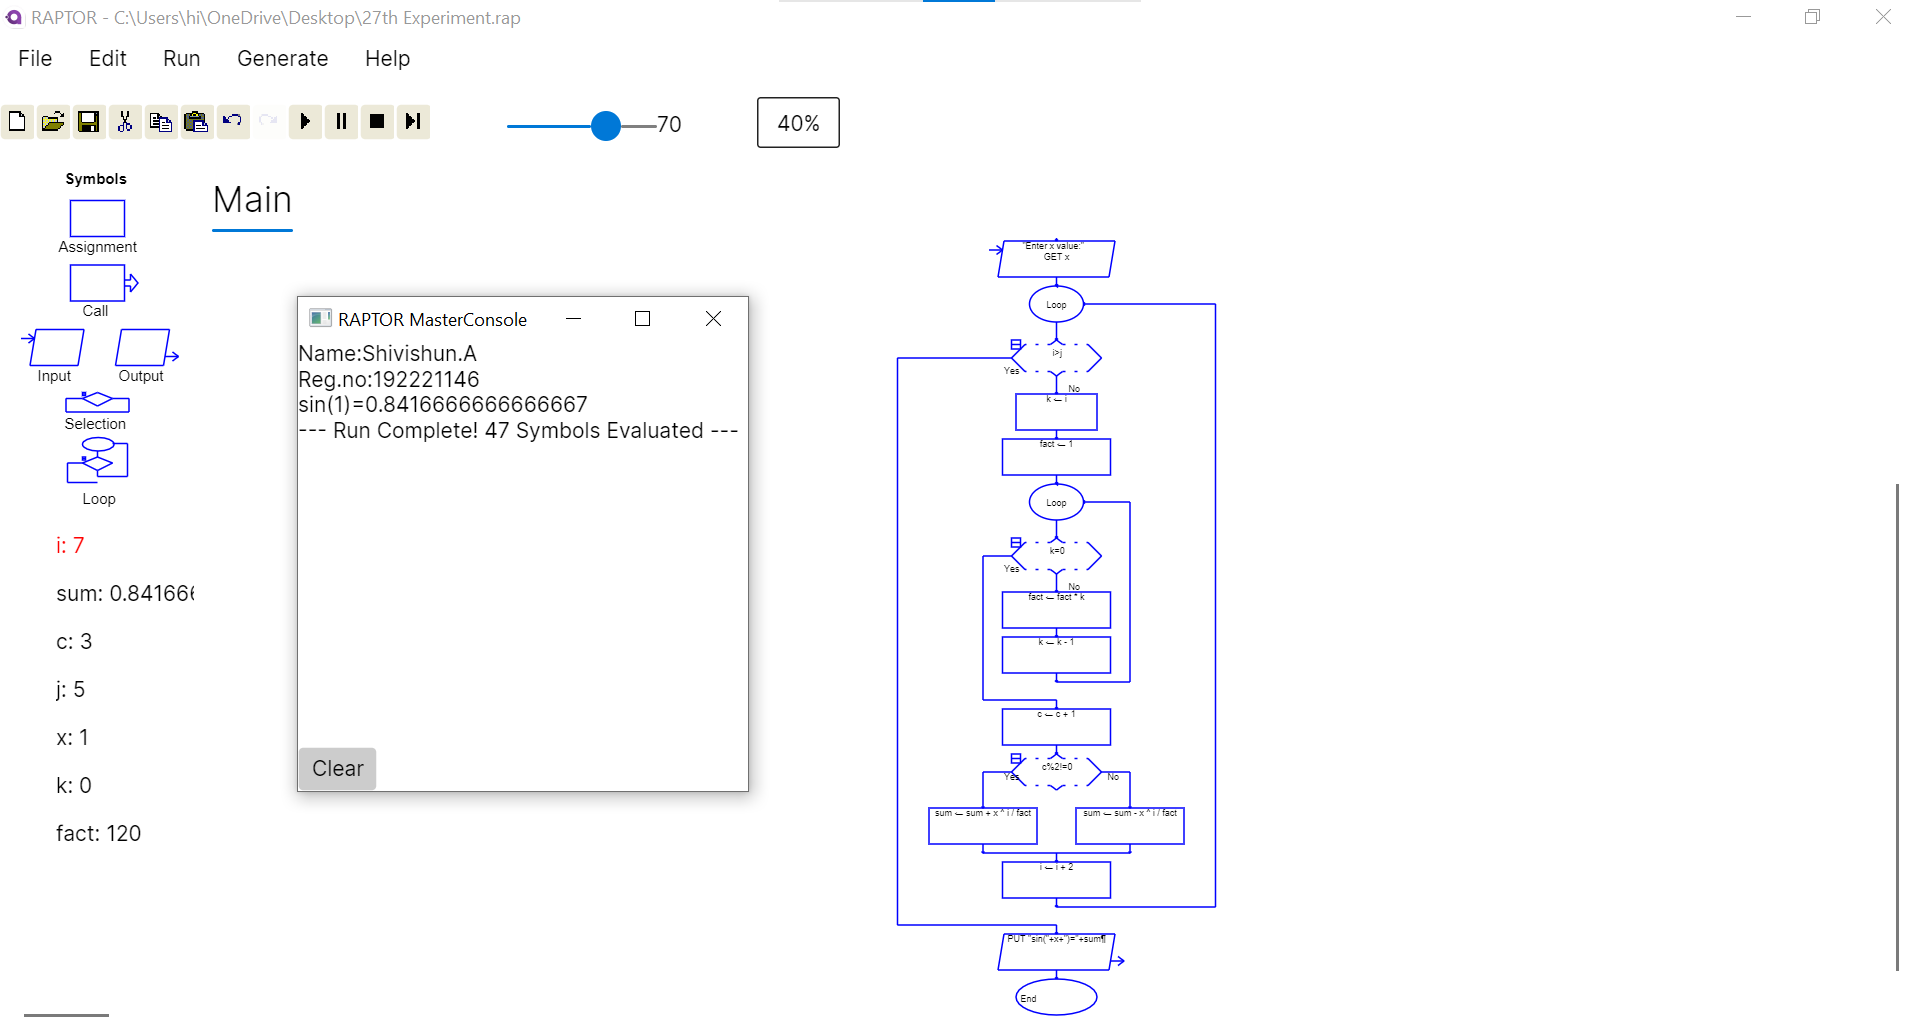 RAPTOR - C:\Users\hi\OneDrive\Desktop\27th Experiment.rap
File Edit Run Generate Help
70
40%
Symbols
Assignment
Call
Input Output
Selection
Loop
i: 7
sum: 0.841666
c: 3
j: 5
x: 1
k: 0
fact: 120
Main
RAPTOR MasterConsole
Name:Shivishun.A
Reg.no:192221146
sin(1)=0.8416666666666667
--- Run Complete! 47 Symbols Evaluated ---
Clear
"Enter x value:"
GET x
Loop
i>j
Yes
No
k ← i
fact ← 1
Loop
k=0
Yes
No
fact ← fact * k
k ← k - 1
c ← c + 1
c%2!=0
Yes No
sum ← sum + x ^ i / fact sum ← sum - x ^ i / fact
i ← i + 2
PUT "sin("+x+")="+sum¶
End